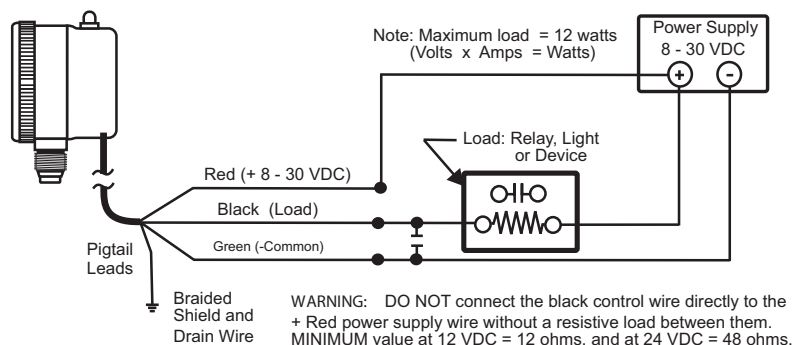 Note: Maximum load = 12 watts
(Volts x Amps = Watts)
Power Supply
8 - 30 VDC
+
-
Load: Relay, Light
or Device
Red (+ 8 - 30 VDC)
Black (Load)
Green (-Common)
Pigtail
Leads
Braided
Shield and
Drain Wire
WARNING: DO NOT connect the black control wire directly to the
+ Red power supply wire without a resistive load between them.
MINIMUM value at 12 VDC = 12 ohms, and at 24 VDC = 48 ohms.